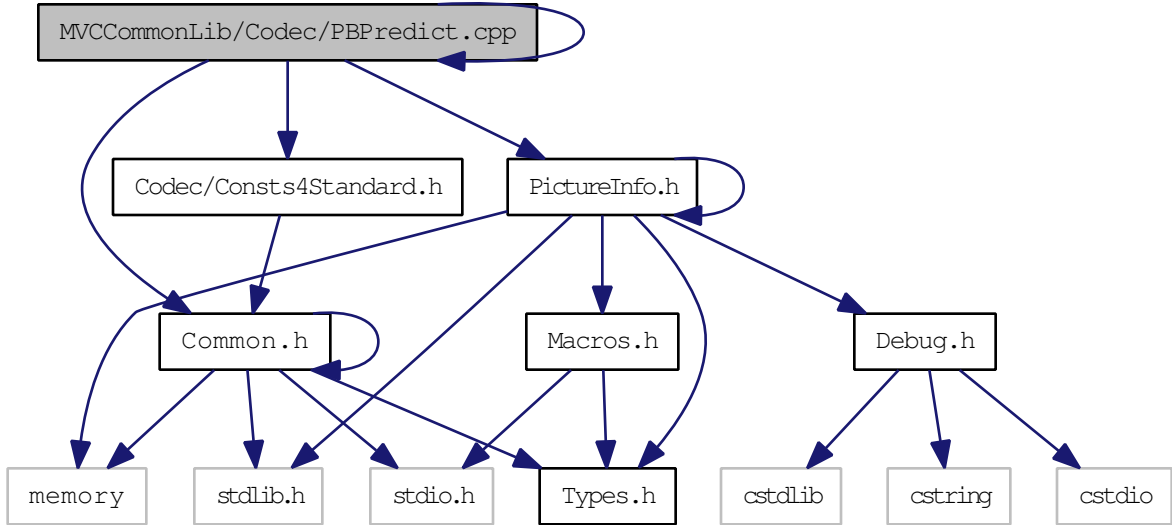 MVCCommonLib/Codec/PBPredict.cpp
Codec/Consts4Standard.h
PictureInfo.h
Common.h
Macros.h
Debug.h
memory
stdlib.h
stdio.h
Types.h
cstdlib
cstring
cstdio